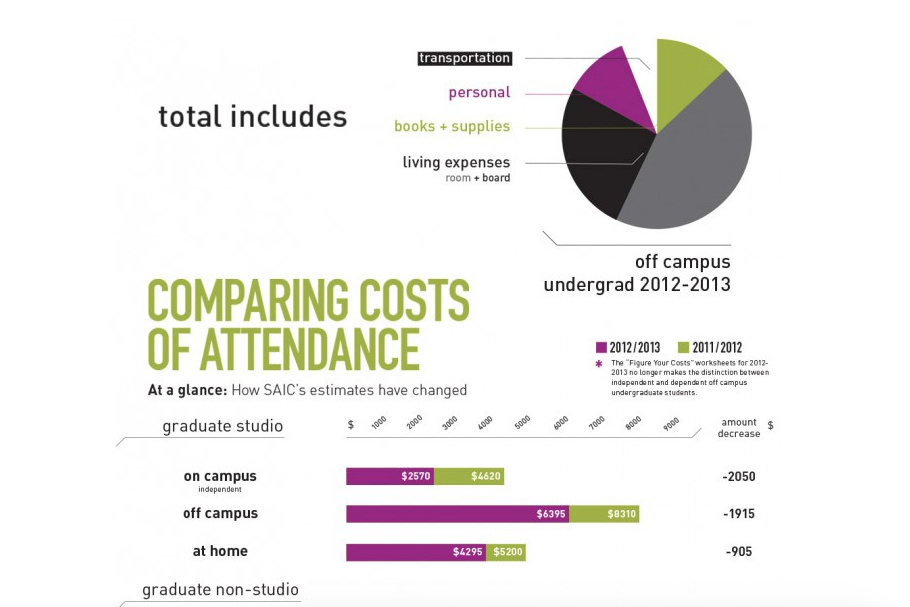 transportation
personal
total includes
books + supplies
living expenses
room + board
off campus
undergrad 2012-2013
COMPARING COSTS
OF ATTENDANCE
2012/2013 2011/2012
* The "Figure Your Costs" worksheets for 2012-
2013 no longer makes the distinction between
independent and dependent off campus
undergraduate students.
At a glance: How SAIC's estimates have changed
graduate studio $ 1000 2000 3000 4000 5000 6000 7000 8000 9000 amount
decrease $
on campus $2570 $4620 -2050
independent
off campus $6395 $8310 -1915
at home $4295 $5200 -905
graduate non-studio